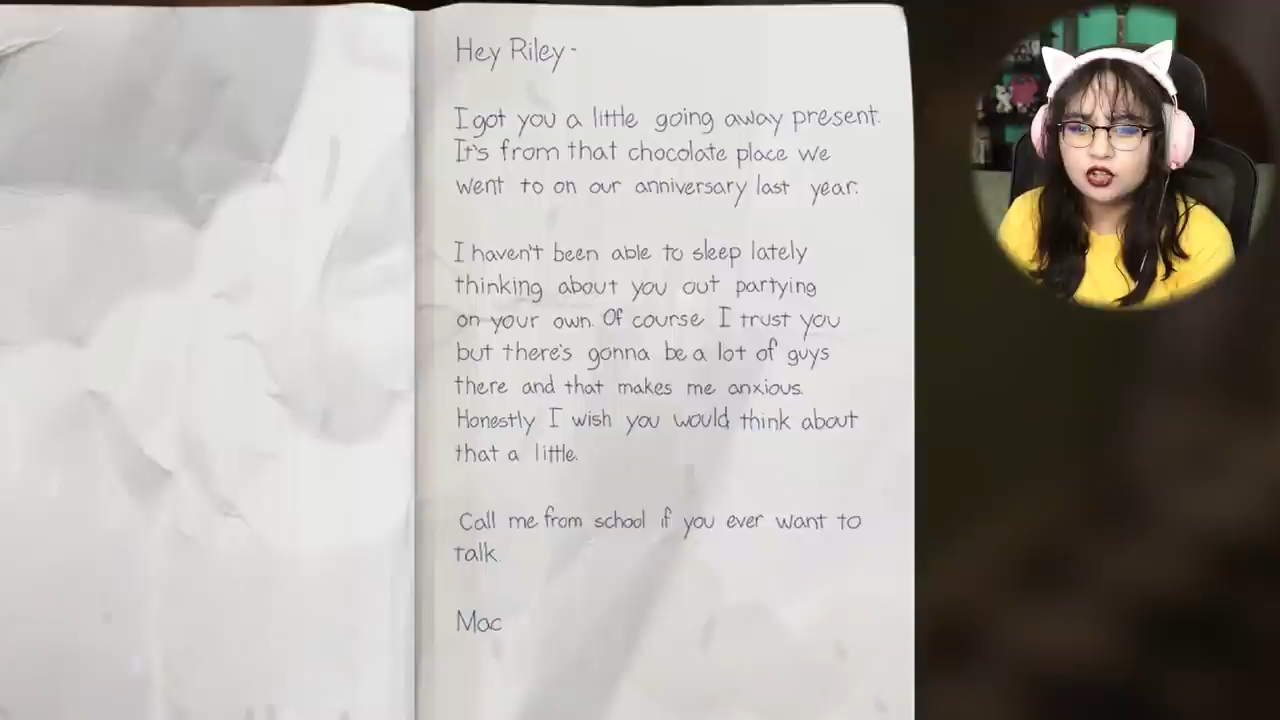 Hey Riley-
I got you a little going away present.
It's from that chocolate place we
went to on our anniversary last year.
I haven't been able to sleep lately
thinking about you out partying
on your own. Of course I trust you
but there's gonna be a lot of guys
there and that makes me anxious.
Honestly I wish you would think about
that a little.
Call me from school if you ever want to
talk.
Mac